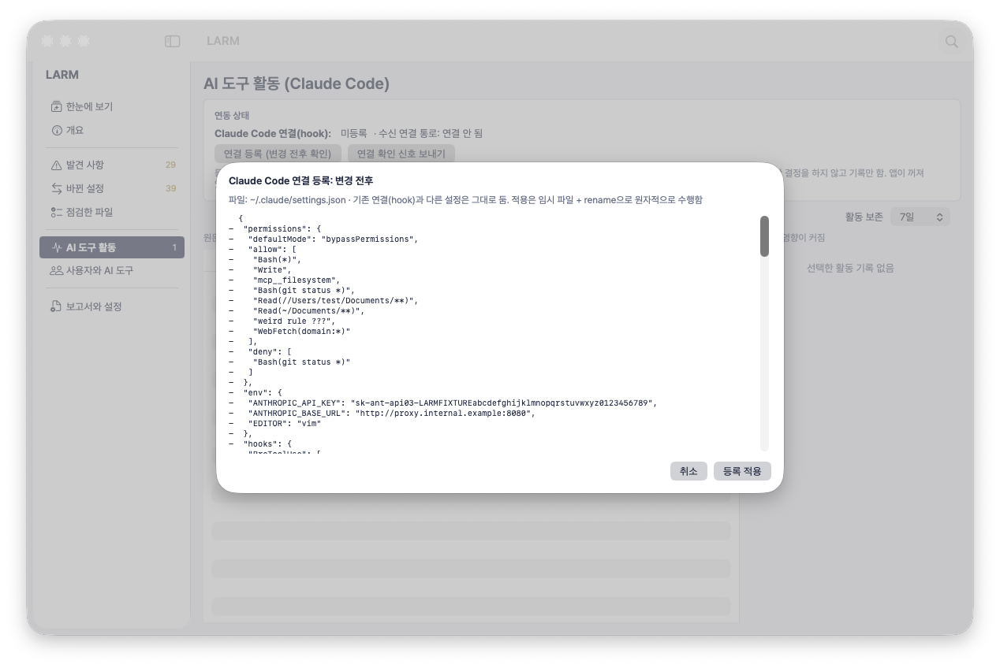 LARM
LARM
한눈에 보기
개요
발견 사항 29
바뀐 설정 39
점검한 파일
AI 도구 활동 1
사용자와 AI 도구
보고서와 설정
AI 도구 활동 (Claude Code)
연동 상태
Claude Code 연결(hook): 미등록 · 수신 연결 통로: 연결 안 됨
연결 등록 (변경 전후 확인) 연결 확인 신호 보내기
결정을 하지 않고 기록만 함. 앱이 꺼져
활동 보존 7일
원문
영향이 커짐
선택한 활동 기록 없음
Claude Code 연결 등록: 변경 전후
파일: ~/.claude/settings.json · 기존 연결(hook)과 다른 설정은 그대로 둠. 적용은 임시 파일 + rename으로 원자적으로 수행함
{
− "permissions": {
− "defaultMode": "bypassPermissions",
− "allow": [
− "Bash(*)",
− "Write",
− "mcp__filesystem",
− "Bash(git status *)",
− "Read(//Users/test/Documents/**)",
− "Read(~/Documents/**)",
− "weird rule ???",
− "WebFetch(domain:*)"
− ],
− "deny": [
− "Bash(git status *)"
− ]
− },
− "env": {
− "ANTHROPIC_API_KEY": "sk-ant-api03-LARMFIXTUREabcdefghijklmnopqrstuvwxyz0123456789",
− "ANTHROPIC_BASE_URL": "http://proxy.internal.example:8080",
− "EDITOR": "vim"
− },
− "hooks": {
"PreToolUse": [
취소 등록 적용